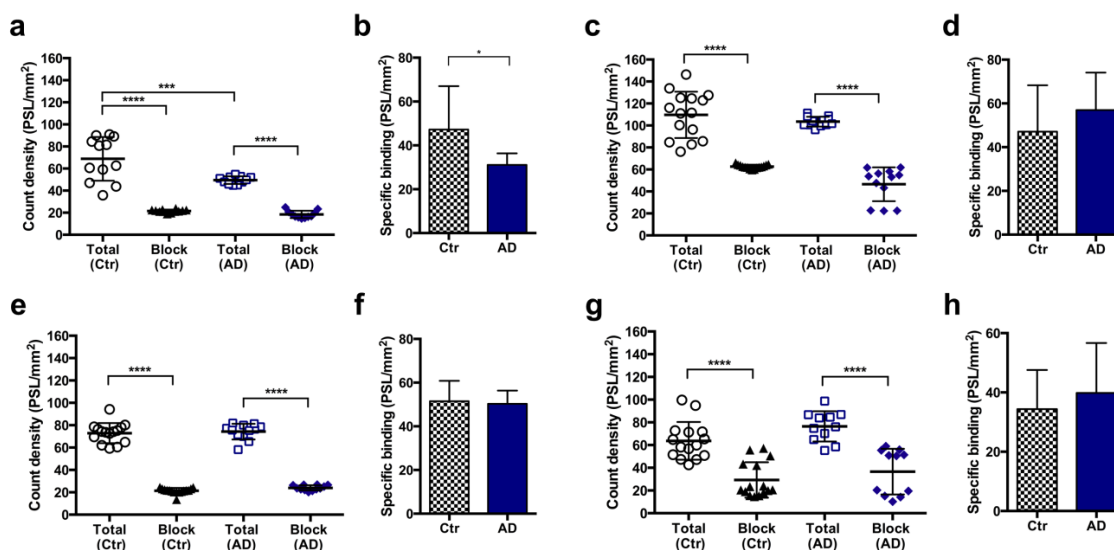 a
Count density (PSL/mm²)
160
140
120
100
80
60
40
20
0
***
****
****
Total (Ctr)
Block (Ctr)
Total (AD)
Block (AD)
b
Specific binding (PSL/mm²)
80
60
40
20
0
*
Ctr
AD
c
Count density (PSL/mm²)
160
140
120
100
80
60
40
20
0
****
****
Total (Ctr)
Block (Ctr)
Total (AD)
Block (AD)
d
Specific binding (PSL/mm²)
80
60
40
20
0
Ctr
AD
e
Count density (PSL/mm²)
160
140
120
100
80
60
40
20
0
****
****
Total (Ctr)
Block (Ctr)
Total (AD)
Block (AD)
f
Specific binding (PSL/mm²)
80
60
40
20
0
Ctr
AD
g
Count density (PSL/mm²)
160
140
120
100
80
60
40
20
0
****
****
Total (Ctr)
Block (Ctr)
Total (AD)
Block (AD)
h
Specific binding (PSL/mm²)
60
40
20
0
Ctr
AD